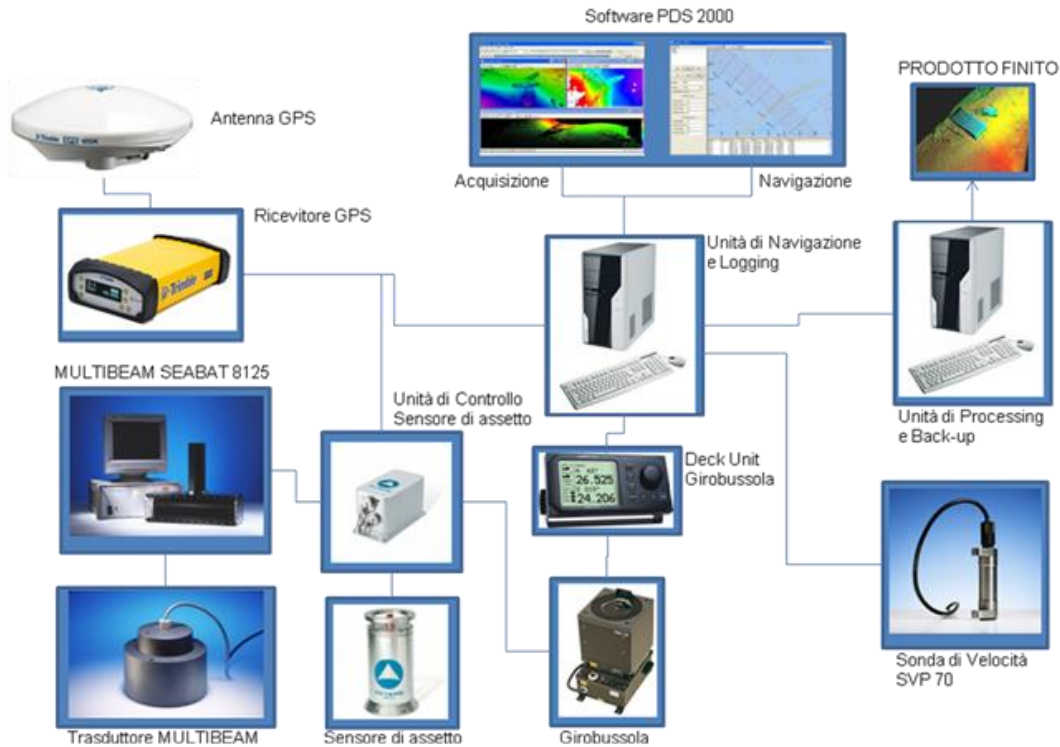 Software PDS 2000
PRODOTTO FINITO
Antenna GPS
Acquisizione
Navigazione
Ricevitore GPS
Unità di Navigazione
e Logging
Trimble
MULTIBEAM SEABAT 8125
Unità di Controllo
Sensore di assetto
Unità di Processing
e Back-up
Deck Unit
Girobussola
26.525
24.206
Sonda di Velocità
SVP 70
Trasduttore MULTIBEAM
Sensore di assetto
Girobussola